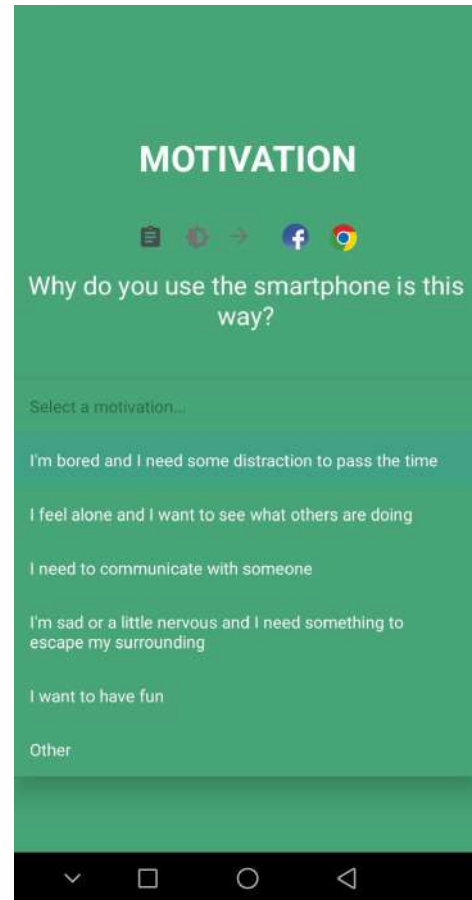 MOTIVATION
Why do you use the smartphone is this
way?
Select a motivation...
I'm bored and I need some distraction to pass the time
I feel alone and I want to see what others are doing
I need to communicate with someone
I'm sad or a little nervous and I need something to
escape my surrounding
I want to have fun
Other